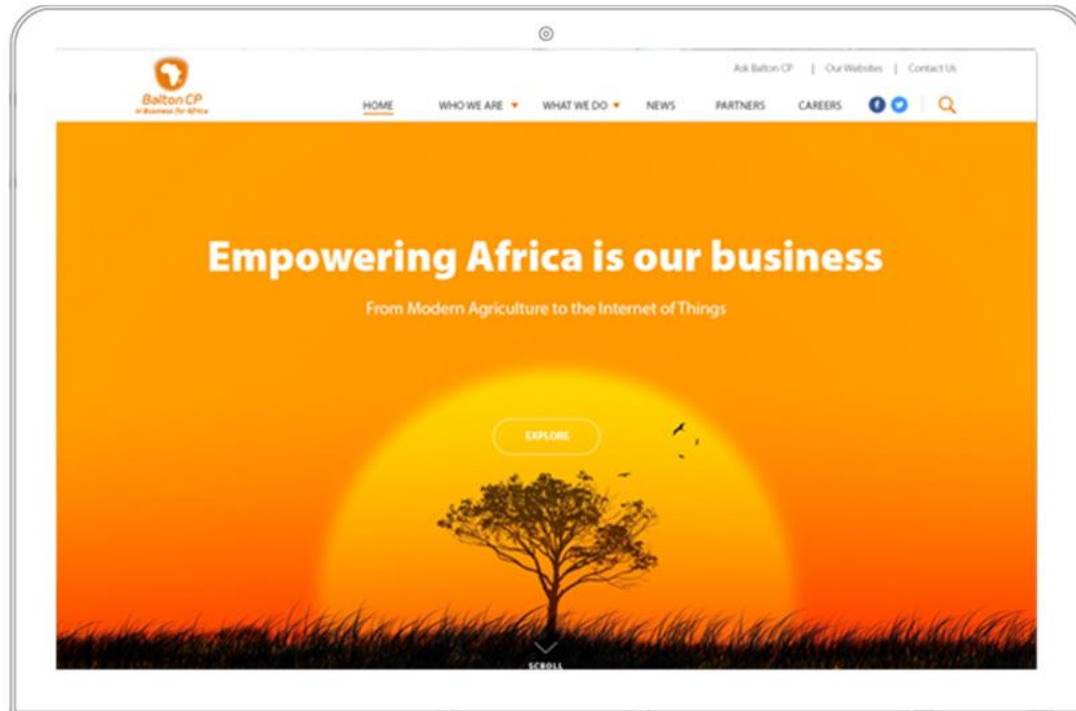 Ask Balton CP | Our Websites | Contact Us
Balton CP
In Business for Africa
HOME WHO WE ARE WHAT WE DO NEWS PARTNERS CAREERS
Empowering Africa is our business
From Modern Agriculture to the Internet of Things
EXPLORE
SCROLL